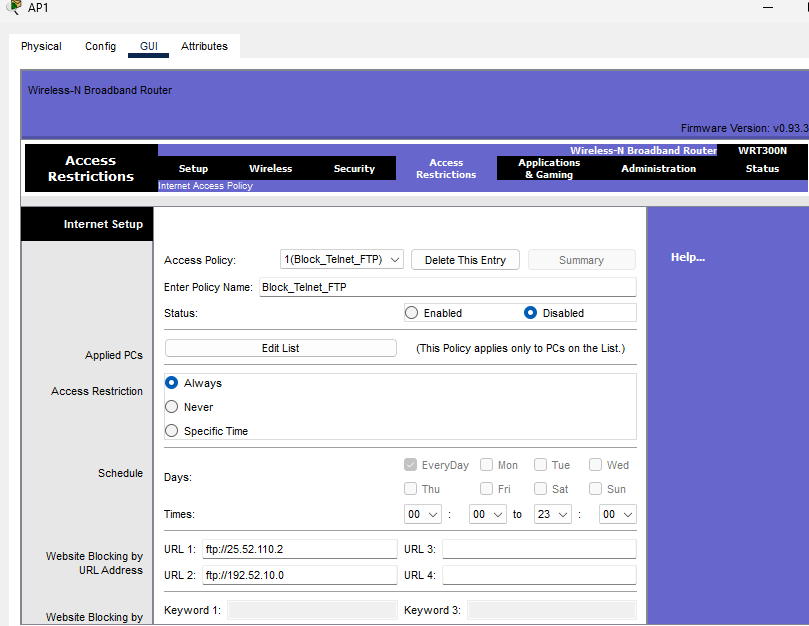 AP1
Physical Config GUI Attributes
Wireless-N Broadband Router
Firmware Version: v0.93.3
Access Restrictions
Wireless-N Broadband Router WRT300N
Setup Wireless Security Access Restrictions Applications & Gaming Administration Status
Internet Access Policy
Internet Setup
Help...
Access Policy: 1(Block_Telnet_FTP) Delete This Entry Summary
Enter Policy Name: Block_Telnet_FTP
Status: Enabled Disabled
Applied PCs
Edit List (This Policy applies only to PCs on the List.)
Access Restriction
Always
Never
Specific Time
Schedule
Days: EveryDay Mon Tue Wed
Thu Fri Sat Sun
Times: 00 : 00 to 23 : 00
Website Blocking by URL Address
URL 1: ftp://25.52.110.2 URL 3:
URL 2: ftp://192.52.10.0 URL 4:
Website Blocking by
Keyword 1: Keyword 3: